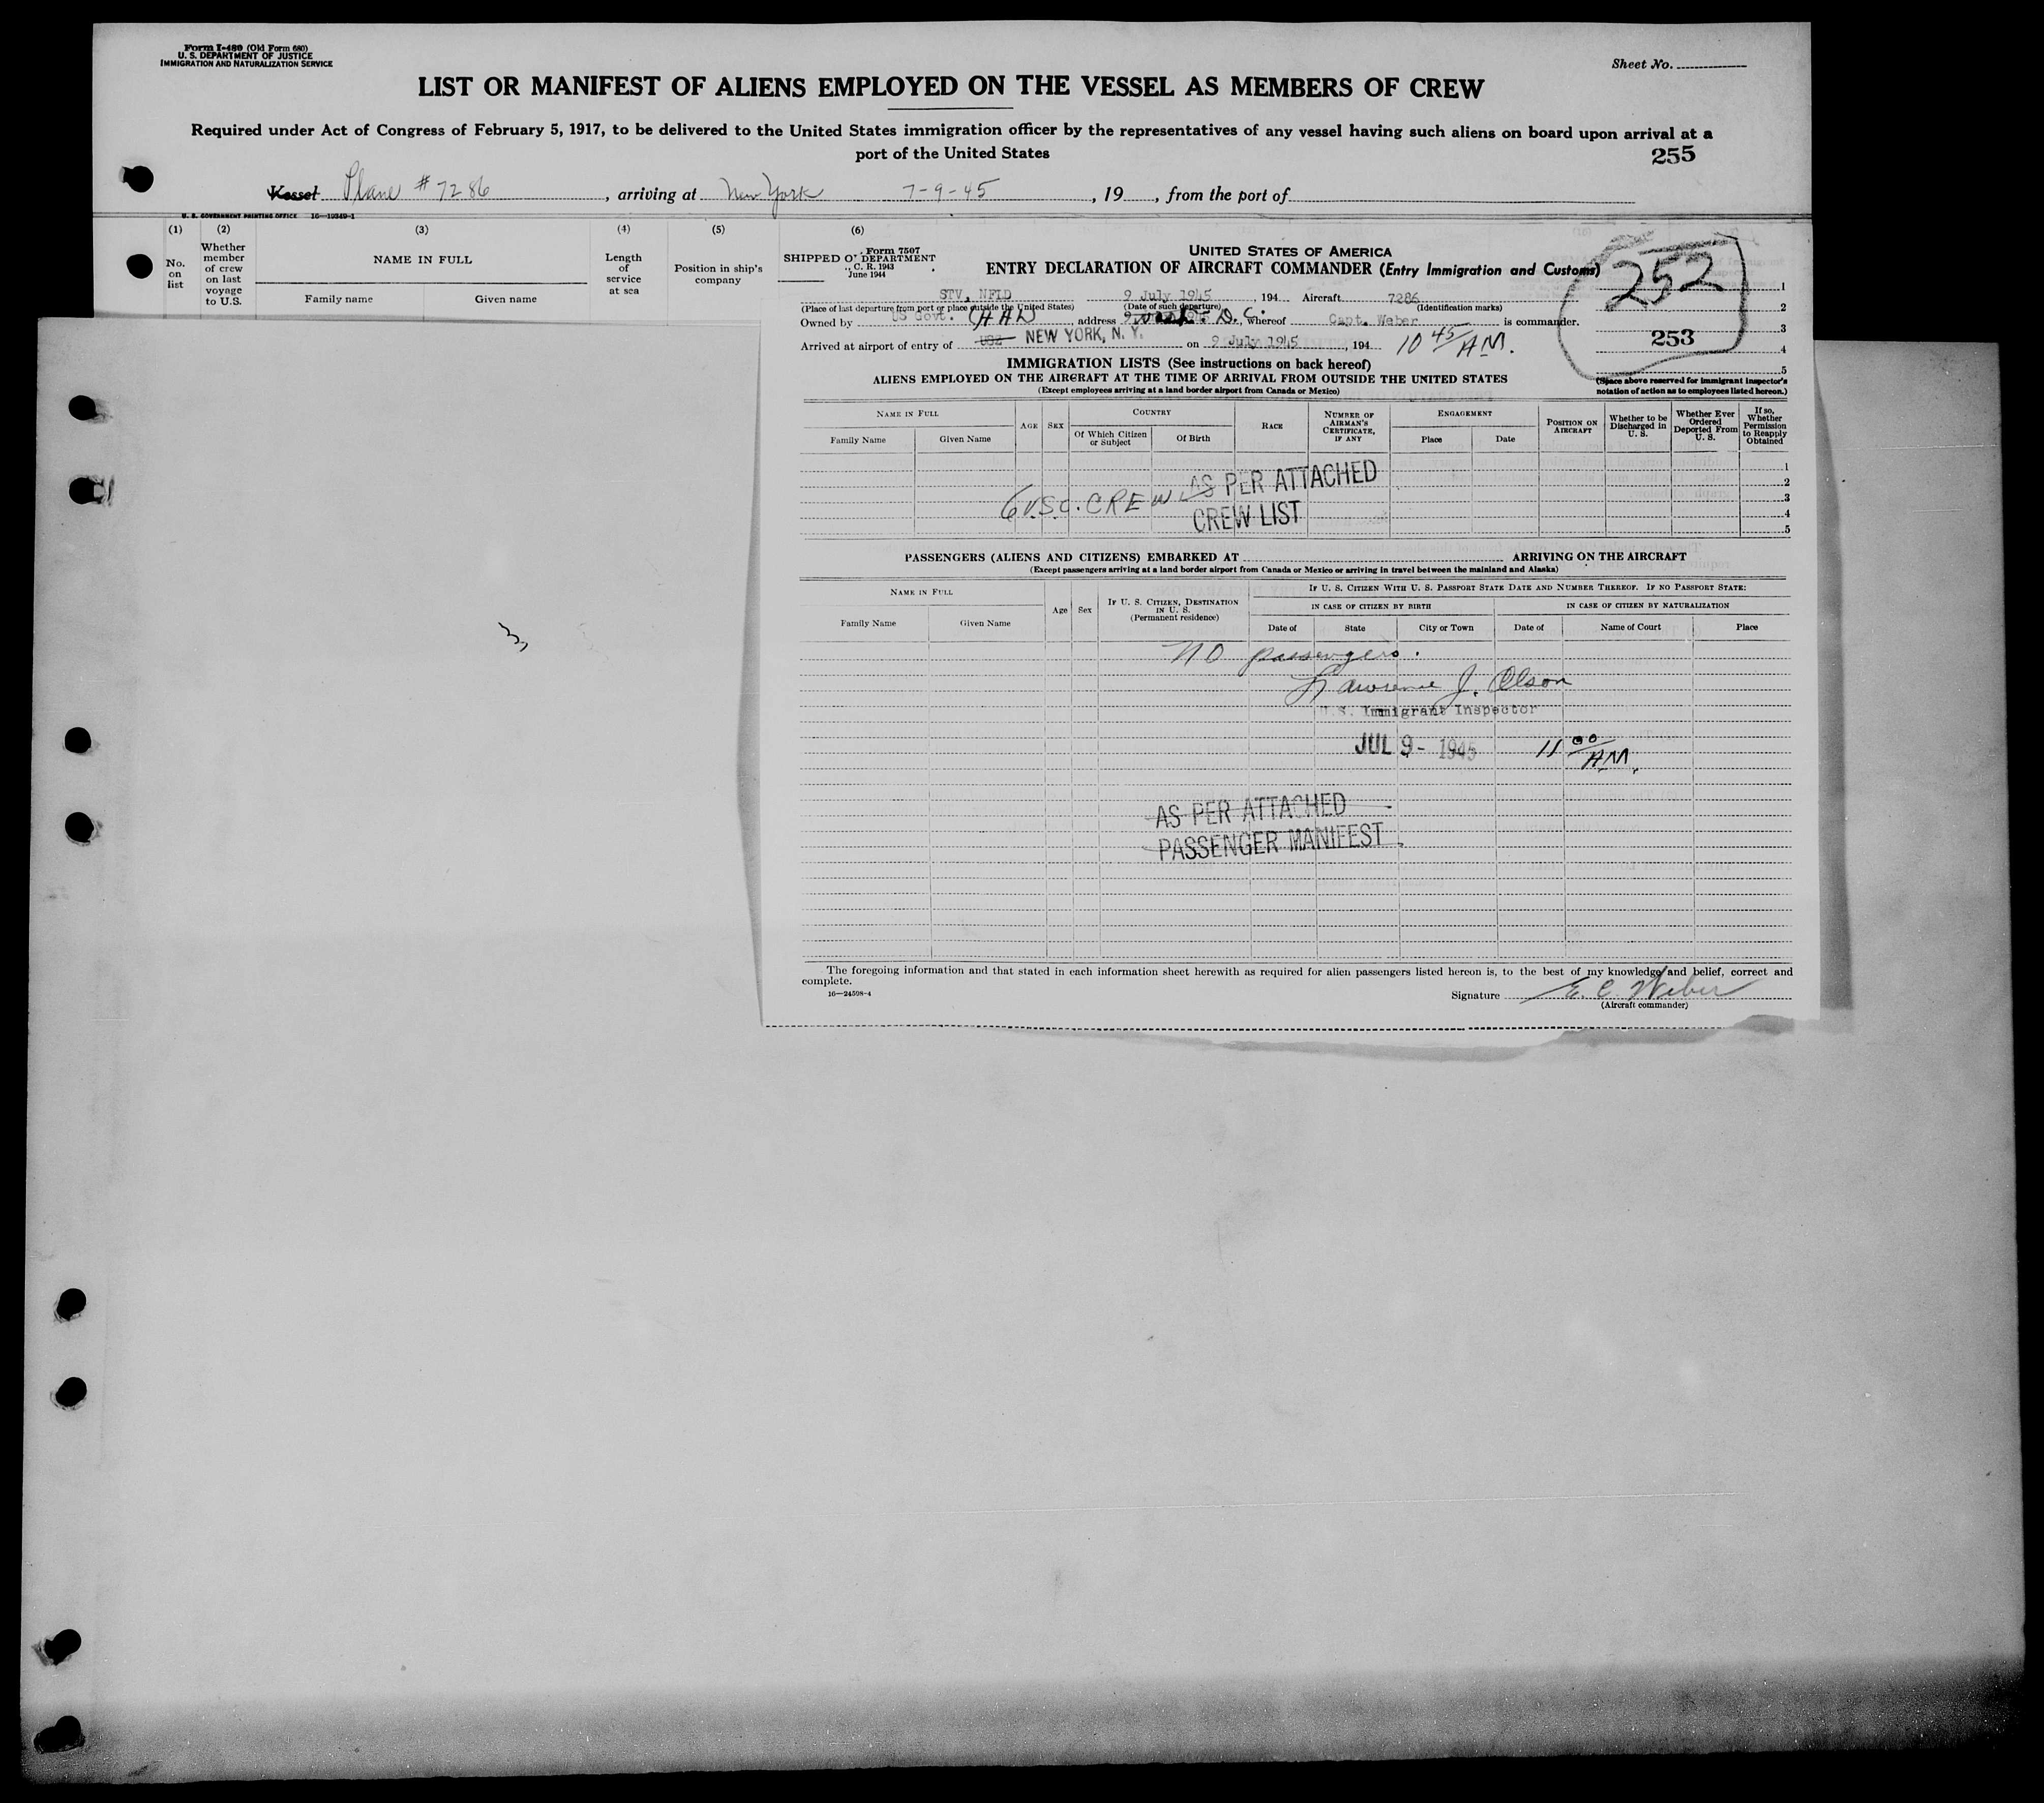 Form I-480 (Old Form 680)
U. S. DEPARTMENT OF JUSTICE
IMMIGRATION AND NATURALIZATION SERVICE
Sheet No.
LIST OR MANIFEST OF ALIENS EMPLOYED ON THE VESSEL AS MEMBERS OF CREW
Required under Act of Congress of February 5, 1917, to be delivered to the United States immigration officer by the representatives of any vessel having such aliens on board upon arrival at a
port of the United States
255
Vessel Plane # 7286, arriving at New York 7-9-45, 19, from the port of
U. S. GOVERNMENT PRINTING OFFICE 16-19349-1
(1) (2) (3) (4) (5) (6)
No. on list
Whether member of crew on last voyage to U.S.
NAME IN FULL
Family name Given name
Length of service at sea
Position in ship's company
SHIPPED O
Form 7507
DEPARTMENT
C. R. 1943
June 1944
UNITED STATES OF AMERICA
ENTRY DECLARATION OF AIRCRAFT COMMANDER (Entry Immigration and Customs)
252
253
1
2
3
4
5
STV, NFLD 9 July 1945, 194 Aircraft 7286
(Place of last departure from port or place outside the United States) (Date of such departure) (Identification marks)
Owned by US Govt. (AAL) address D.C., whereof Capt. Weber is commander.
Arrived at airport of entry of NEW YORK, N. Y. on 9 July 1945, 194 10 45 AM.
(Space above reserved for immigrant inspector's notation of action as to employees listed hereon.)
IMMIGRATION LISTS (See instructions on back hereof)
ALIENS EMPLOYED ON THE AIRCRAFT AT THE TIME OF ARRIVAL FROM OUTSIDE THE UNITED STATES
(Except employees arriving at a land border airport from Canada or Mexico)
NAME IN FULL
Family Name Given Name
AGE SEX
COUNTRY
Of Which Citizen or Subject Of Birth
RACE
NUMBER OF AIRMAN'S CERTIFICATE, IF ANY
ENGAGEMENT
Place Date
POSITION ON AIRCRAFT
Whether to be Discharged in U. S.
Whether Ever Ordered Deported From U. S.
If so, Whether Permission to Reapply Obtained
1
2
3
4
5
6 U.S.C. CREW
AS PER ATTACHED
CREW LIST
PASSENGERS (ALIENS AND CITIZENS) EMBARKED AT ARRIVING ON THE AIRCRAFT
(Except passengers arriving at a land border airport from Canada or Mexico or arriving in travel between the mainland and Alaska)
NAME IN FULL
Family Name Given Name
Age Sex
IF U. S. CITIZEN, DESTINATION IN U. S.
(Permanent residence)
IF U. S. CITIZEN WITH U. S. PASSPORT STATE DATE AND NUMBER THEREOF. IF NO PASSPORT STATE:
IN CASE OF CITIZEN BY BIRTH IN CASE OF CITIZEN BY NATURALIZATION
Date of State City or Town Date of Name of Court Place
No passengers.
Lawrence J. Olson
U.S. Immigrant Inspector
JUL 9 - 1945 11 00 AM.
AS PER ATTACHED
PASSENGER MANIFEST
The foregoing information and that stated in each information sheet herewith as required for alien passengers listed hereon is, to the best of my knowledge and belief, correct and
complete.
16-24598-4
Signature E. C. Weber
(Aircraft commander)
3